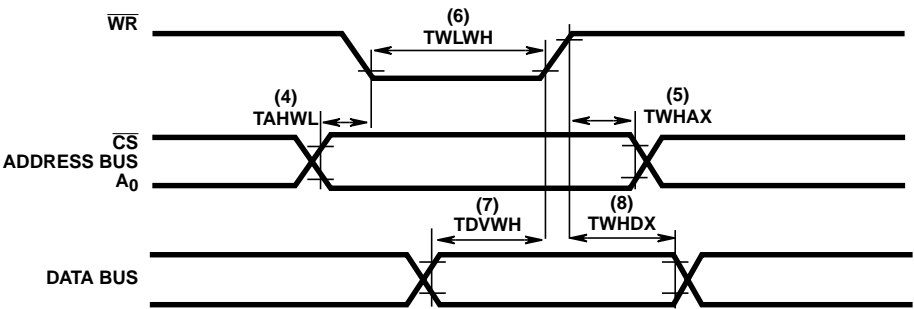 WR
(6)
TWLWH
(4)
TAHWL
(5)
TWHAX
CS
ADDRESS BUS
A0
(7)
TDVWH
(8)
TWHDX
DATA BUS